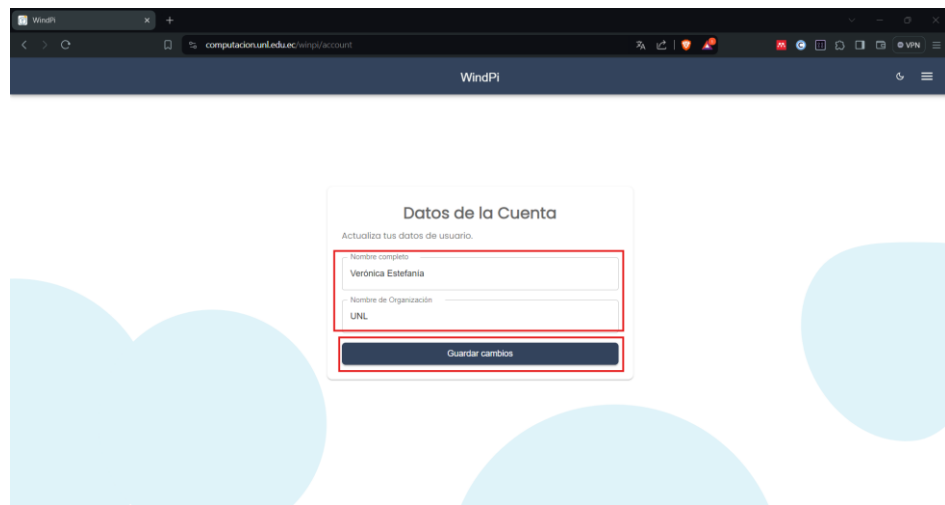 WindPi
computacion.unl.edu.ec/winpi/account
VPN
WindPi
Datos de la Cuenta
Actualiza tus datos de usuario.
Nombre completo
Verónica Estefanía
Nombre de Organización
UNL
Guardar cambios